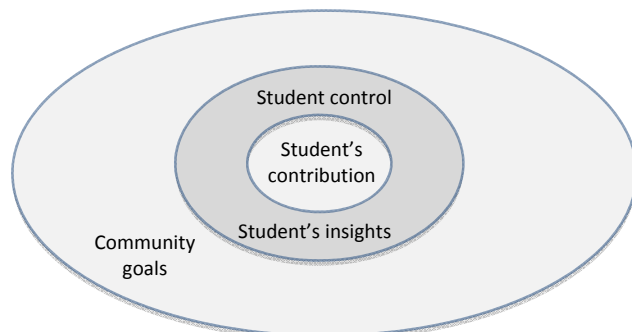 Student control
Student’s
contribution
Student’s insights
Community
goals